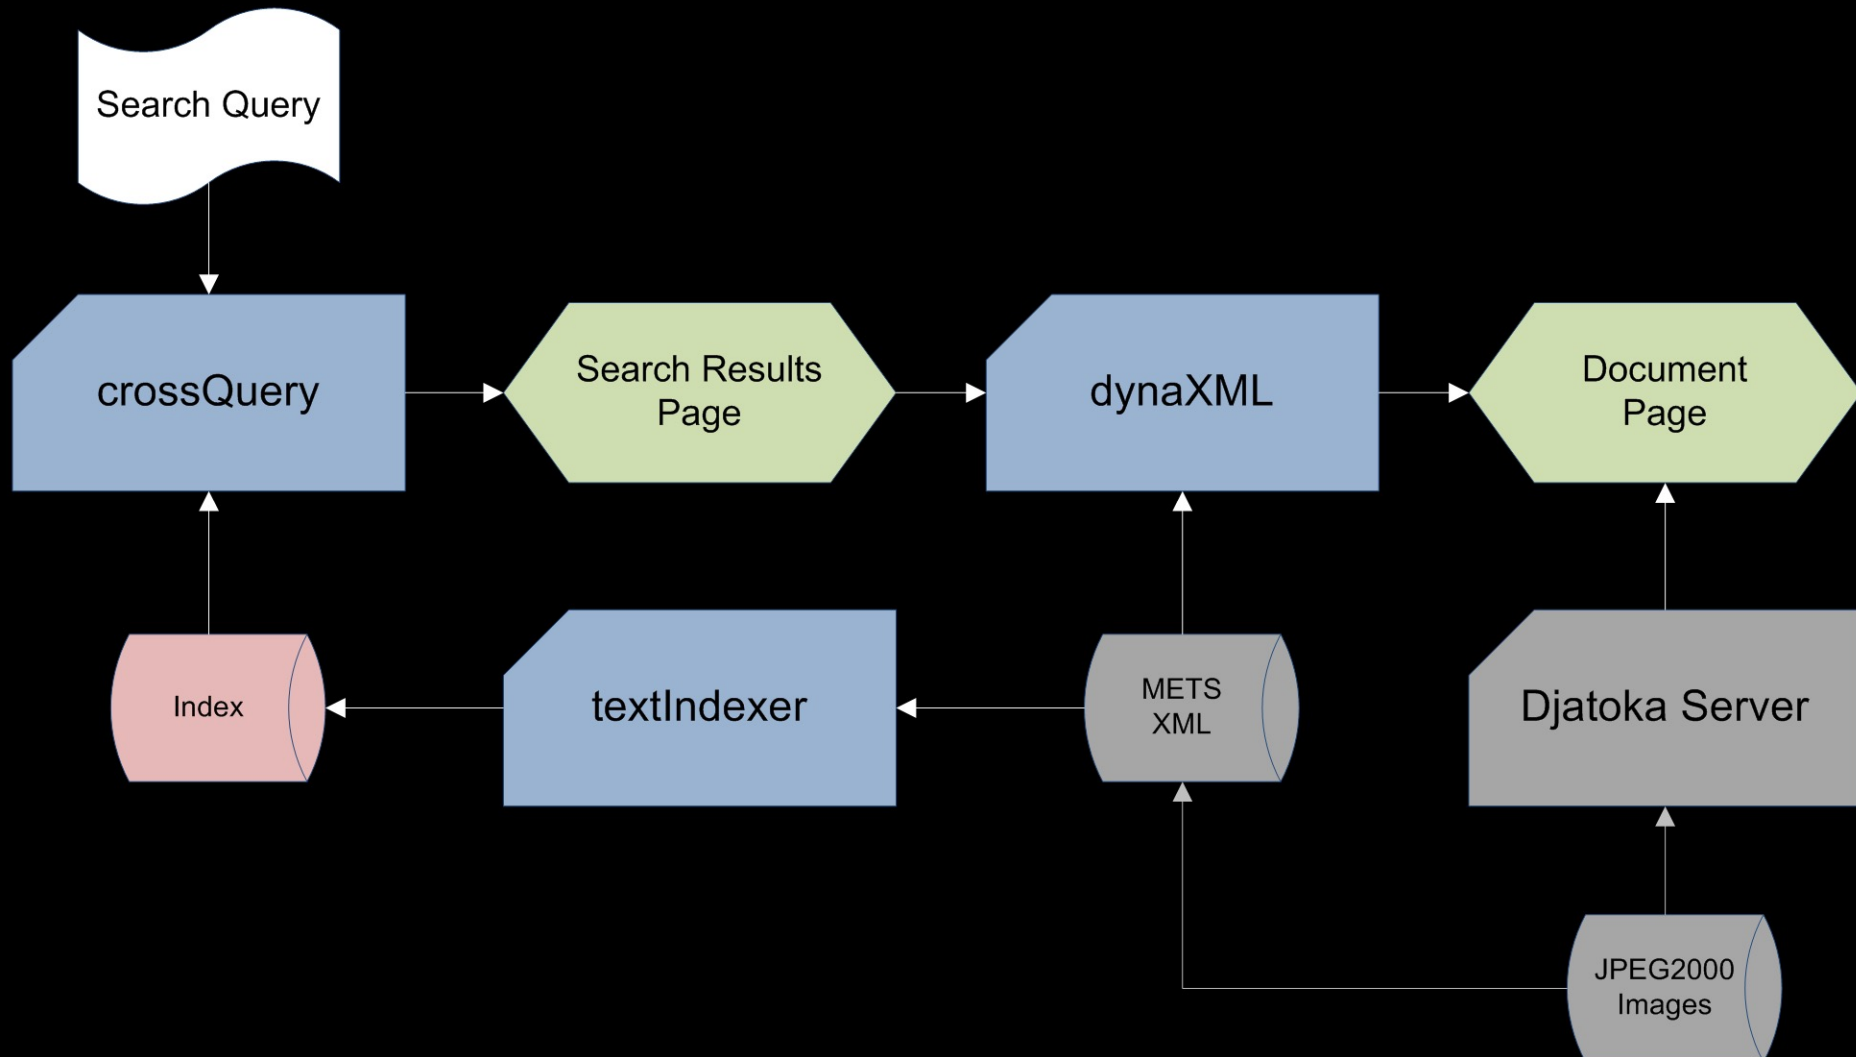 Search Query
crossQuery
Search Results
Page
dynaXML
Document
Page
Index
textIndexer
METS
XML
Djatoka Server
JPEG2000
Images